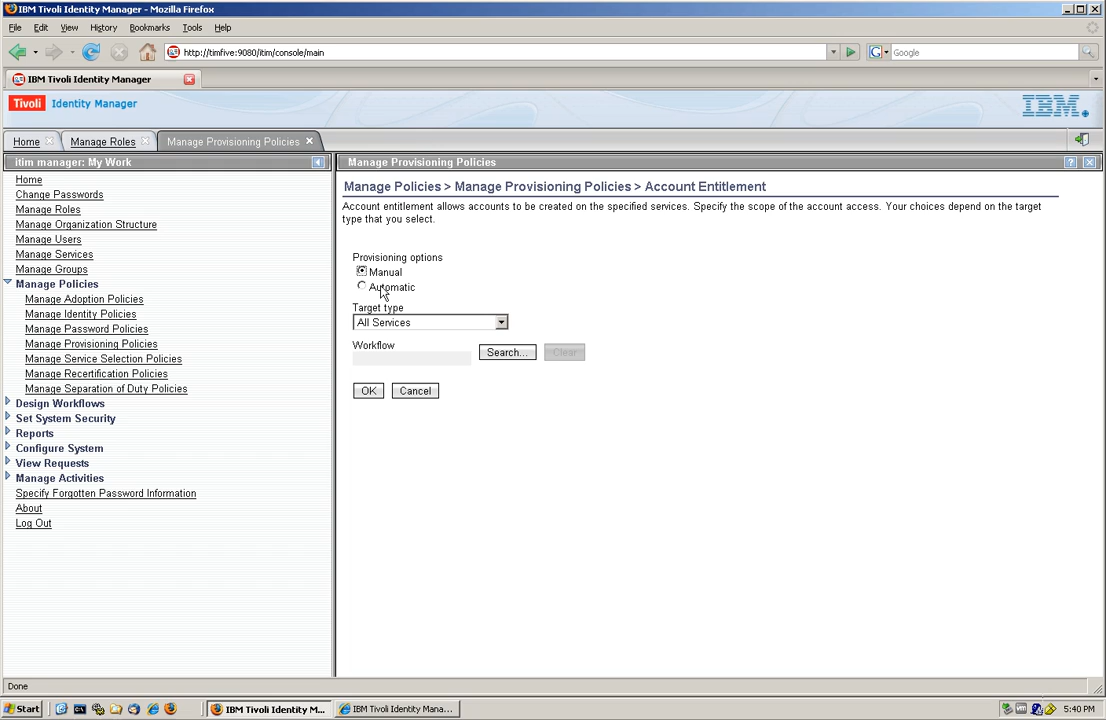 IBM Tivoli Identity Manager - Mozilla Firefox
File Edit View History Bookmarks Tools Help
http://timfive:9080/itim/console/main
Google
IBM Tivoli Identity Manager
Tivoli Identity Manager
IBM
Home Manage Roles Manage Provisioning Policies
itim manager: My Work
Home
Change Passwords
Manage Roles
Manage Organization Structure
Manage Users
Manage Services
Manage Groups
Manage Policies
Manage Adoption Policies
Manage Identity Policies
Manage Password Policies
Manage Provisioning Policies
Manage Service Selection Policies
Manage Recertification Policies
Manage Separation of Duty Policies
Design Workflows
Set System Security
Reports
Configure System
View Requests
Manage Activities
Specify Forgotten Password Information
About
Log Out
Manage Provisioning Policies
Manage Policies > Manage Provisioning Policies > Account Entitlement
Account entitlement allows accounts to be created on the specified services. Specify the scope of the account access. Your choices depend on the target
type that you select.
Provisioning options
Manual
Automatic
Target type
All Services
Workflow
Search... Clear
OK Cancel
Done
Start IBM Tivoli Identity M... IBM Tivoli Identity Mana... 5:40 PM